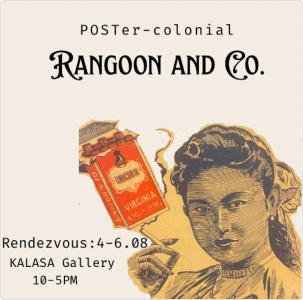 POSTer-colonial
RANGOON AND CO.
VIRGINIA
Rendezvous:4-6.08
KALASA Gallery
10-5PM